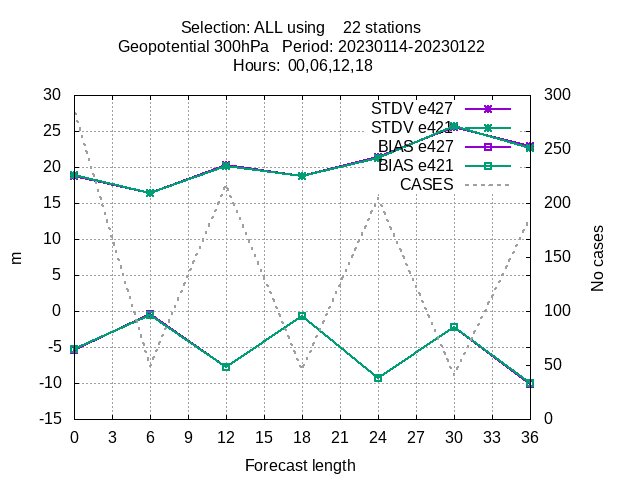 Selection: ALL using    22 stations
Geopotential 300hPa   Period: 20230114-20230122
Hours:  00,06,12,18
STDV e427
STDV e421
BIAS e427
BIAS e421
CASES
30
25
20
15
10
5
0
-5
-10
-15
m
300
250
200
150
100
50
0
No cases
0 3 6 9 12 15 18 21 24 27 30 33 36
Forecast length